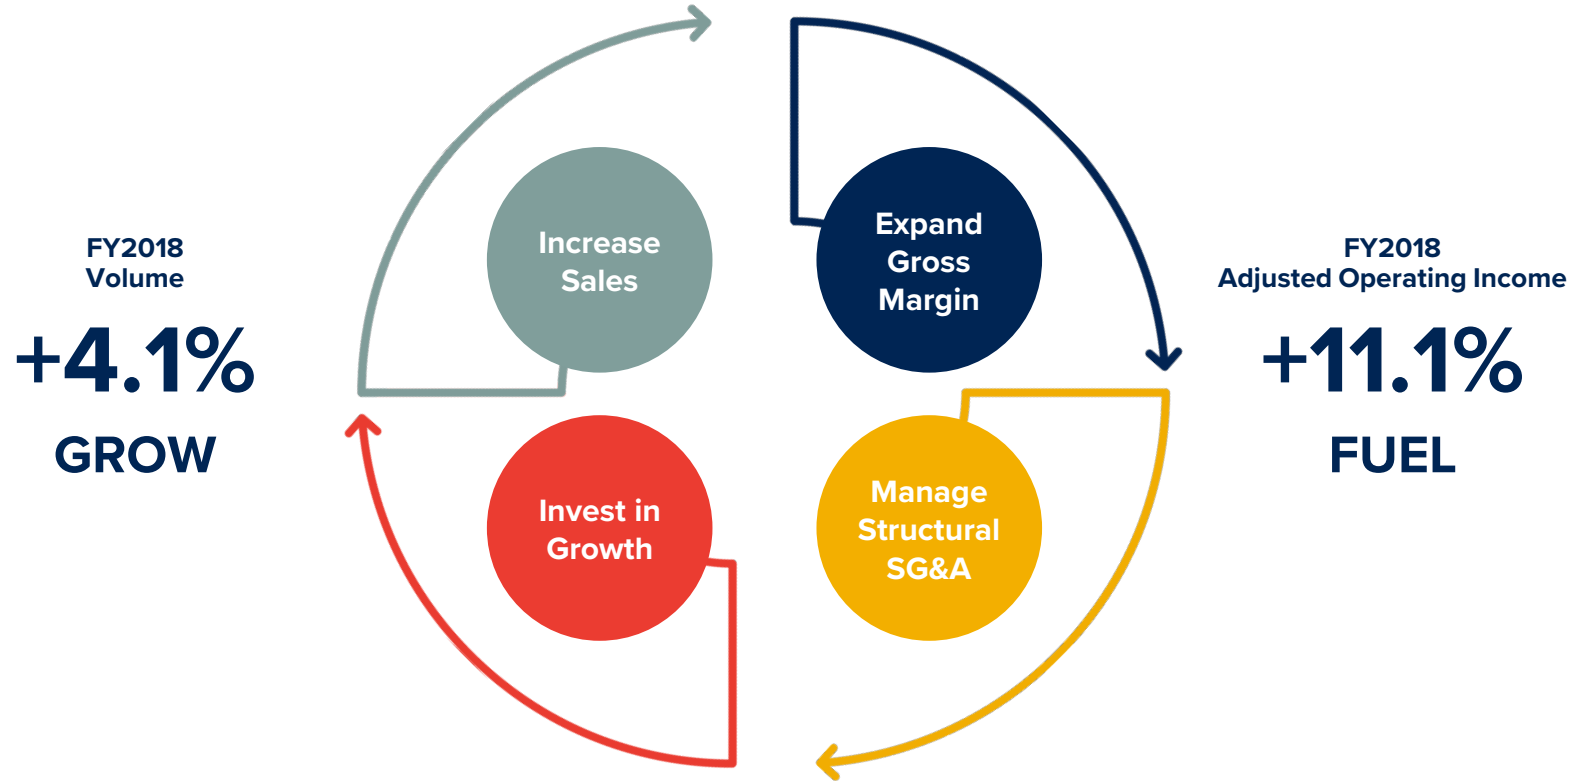 FY2018
Volume
+4.1%
GROW
Increase
Sales
Expand
Gross
Margin
Invest in
Growth
Manage
Structural
SG&A
FY2018
Adjusted Operating Income
+11.1%
FUEL